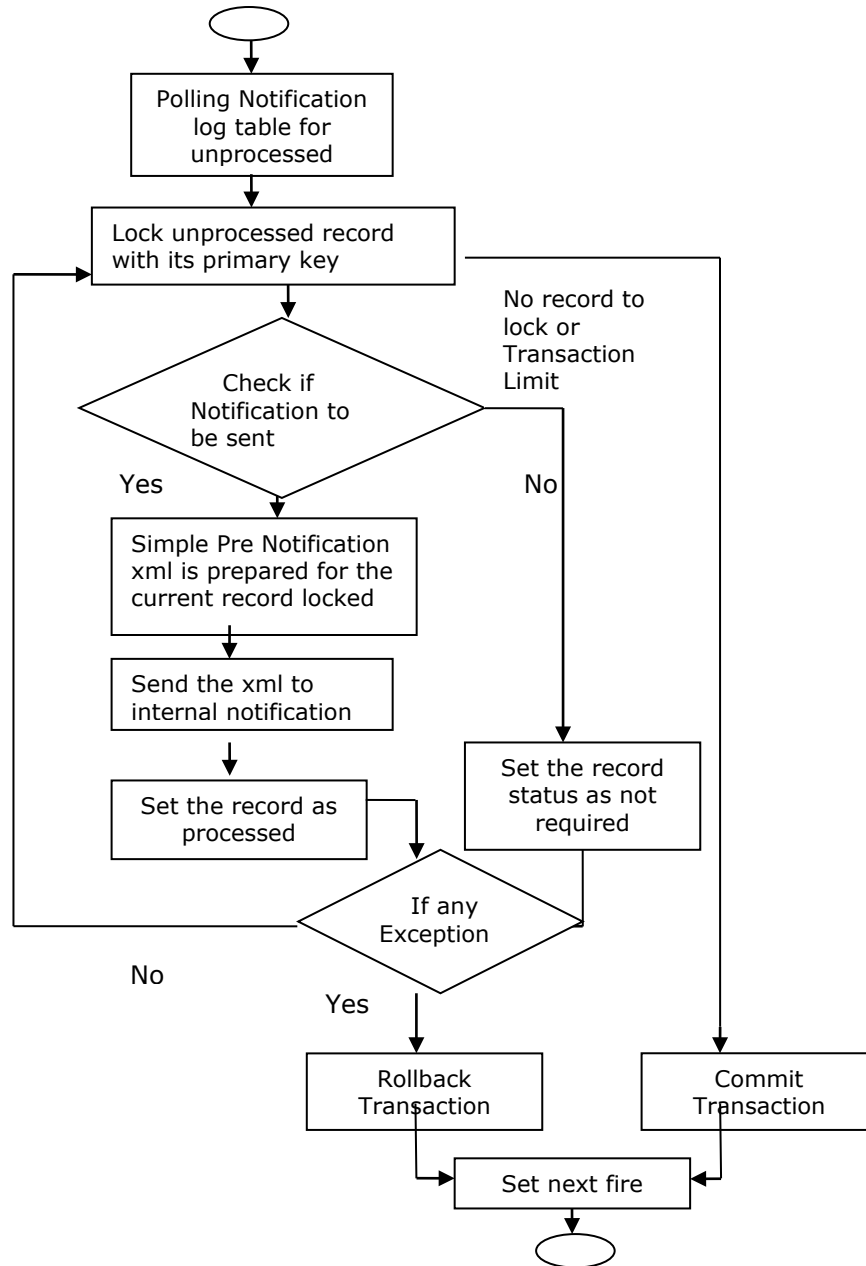 Polling Notification
log table for
unprocessed
Lock unprocessed record
with its primary key
No record to
lock or
Transaction
Limit
Check if
Notification to
be sent
Yes
No
Simple Pre Notification
xml is prepared for the
current record locked
Send the xml to
internal notification
Set the record as
processed
Set the record
status as not
required
If any
Exception
No
Yes
Rollback
Transaction
Commit
Transaction
Set next fire